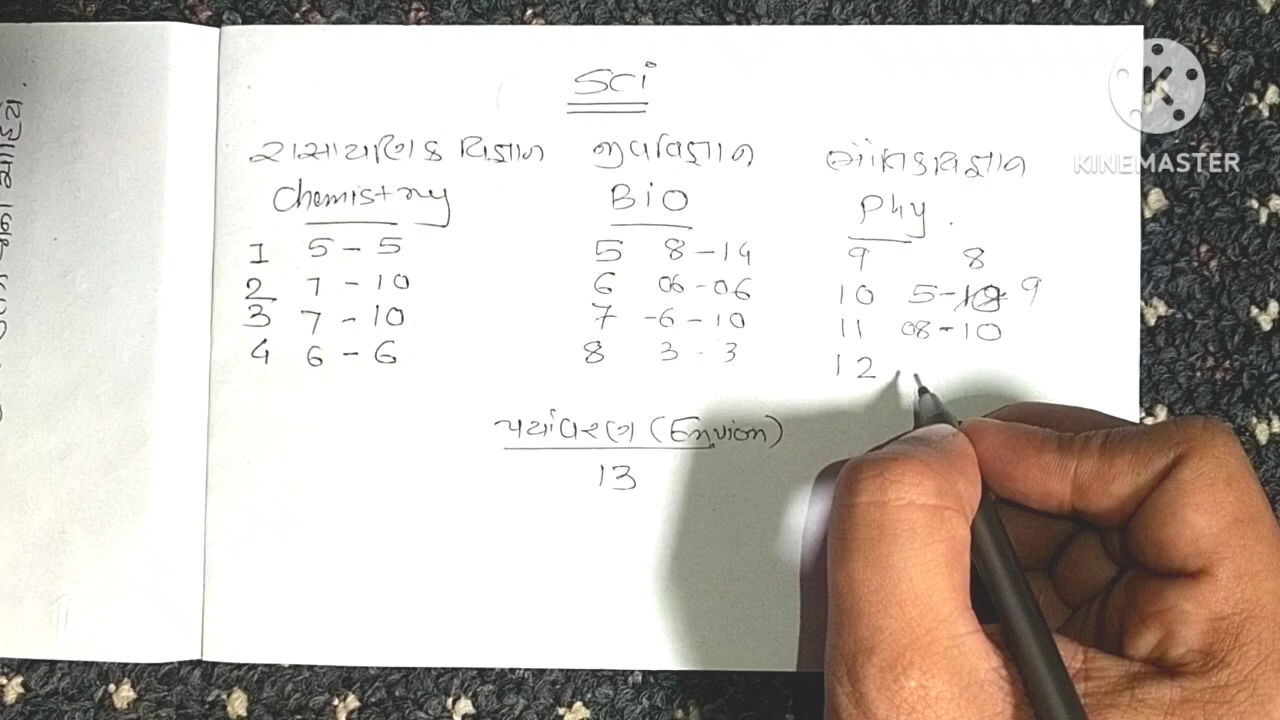 Sci
રસાયણિક વિજ્ઞાન જીવવિજ્ઞાન
Chemistry BiO Phy.
1 5 - 5 5 8 - 14 9 8
2 7 - 10 6 06 - 06 10 5 - 9
3 7 - 10 7 -6 - 10 11 08 - 10
4 6 - 6 8 3 - 3 12
પર્યાવરણ (Envion)
13
KINEMASTER